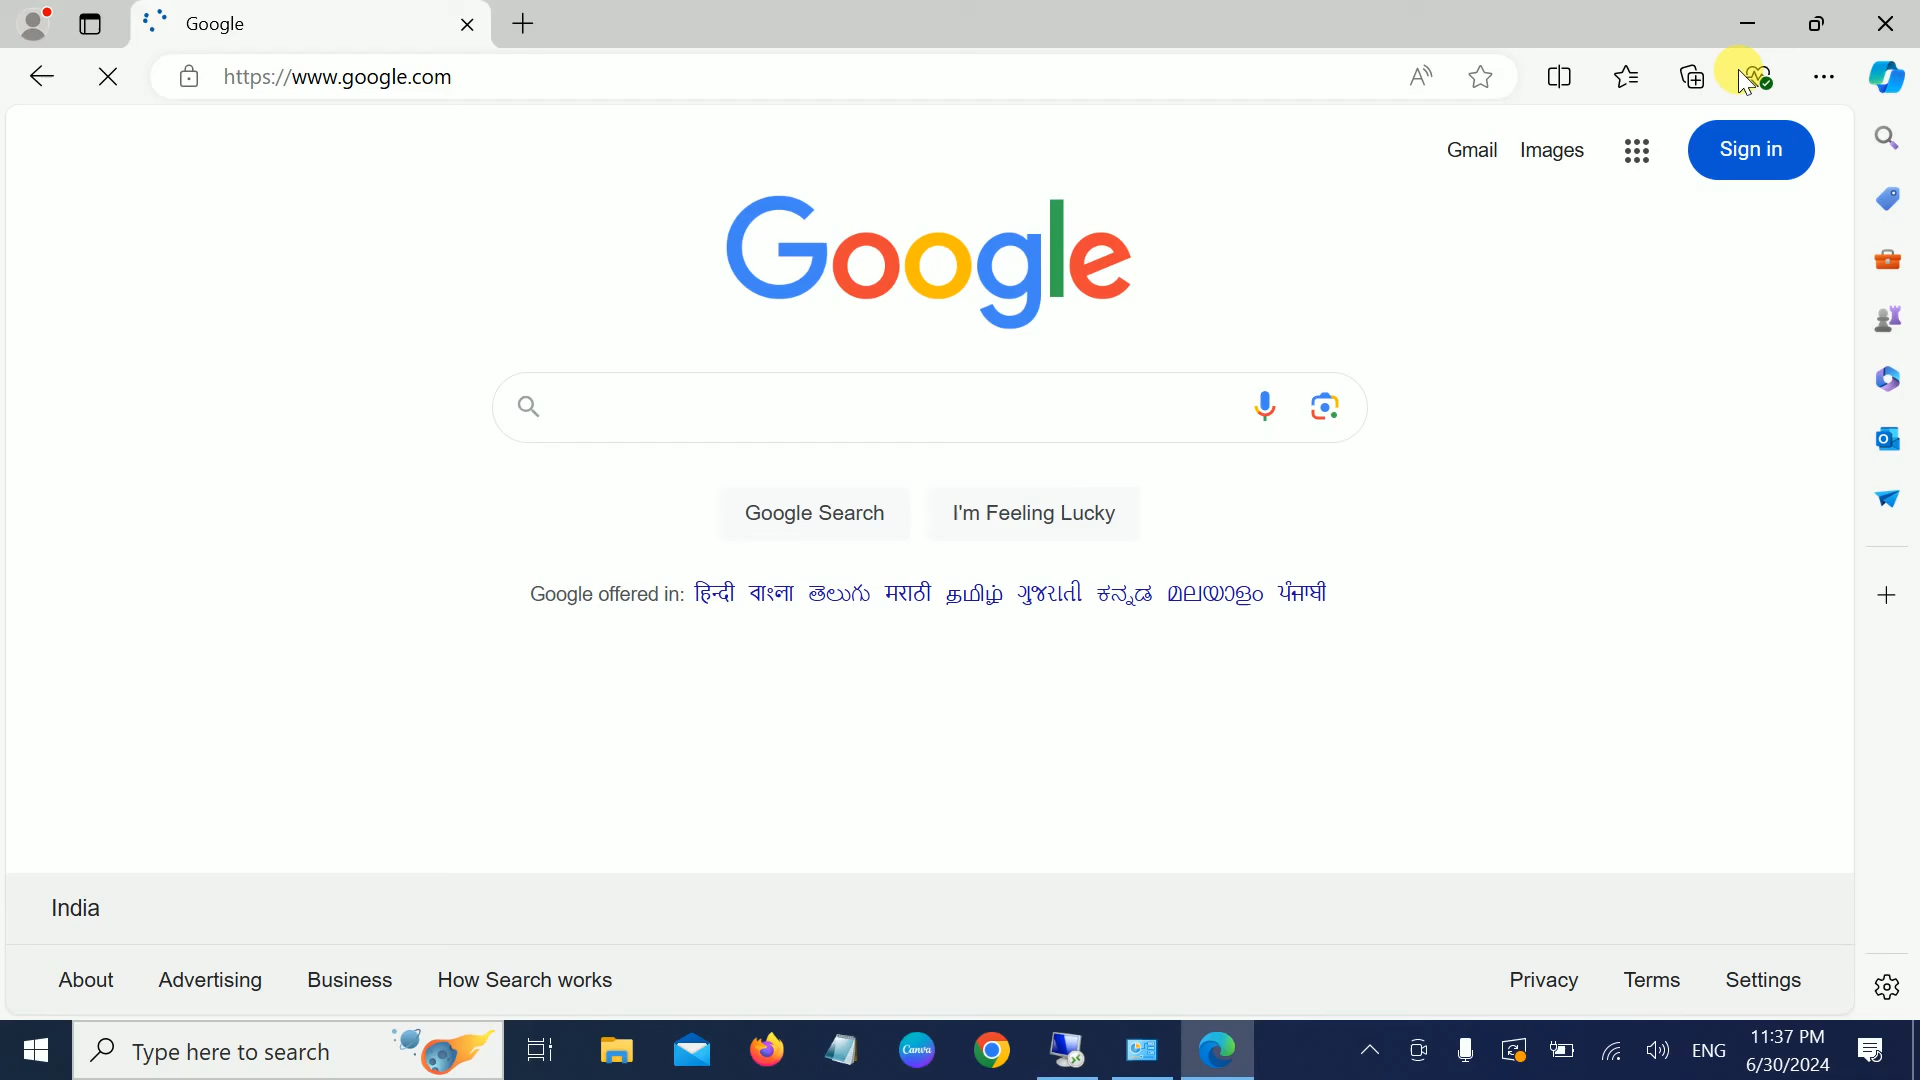 Google
https://www.google.com
Gmail Images Sign in
Google
Google Search I'm Feeling Lucky
Google offered in: हिन्दी বাংলা తెలుగు मराठी தமிழ் ગુજરાતી ಕನ್ನಡ മലയാളം ਪੰਜਾਬੀ
India
About Advertising Business How Search works Privacy Terms Settings
Type here to search Canva ENG 11:37 PM
6/30/2024